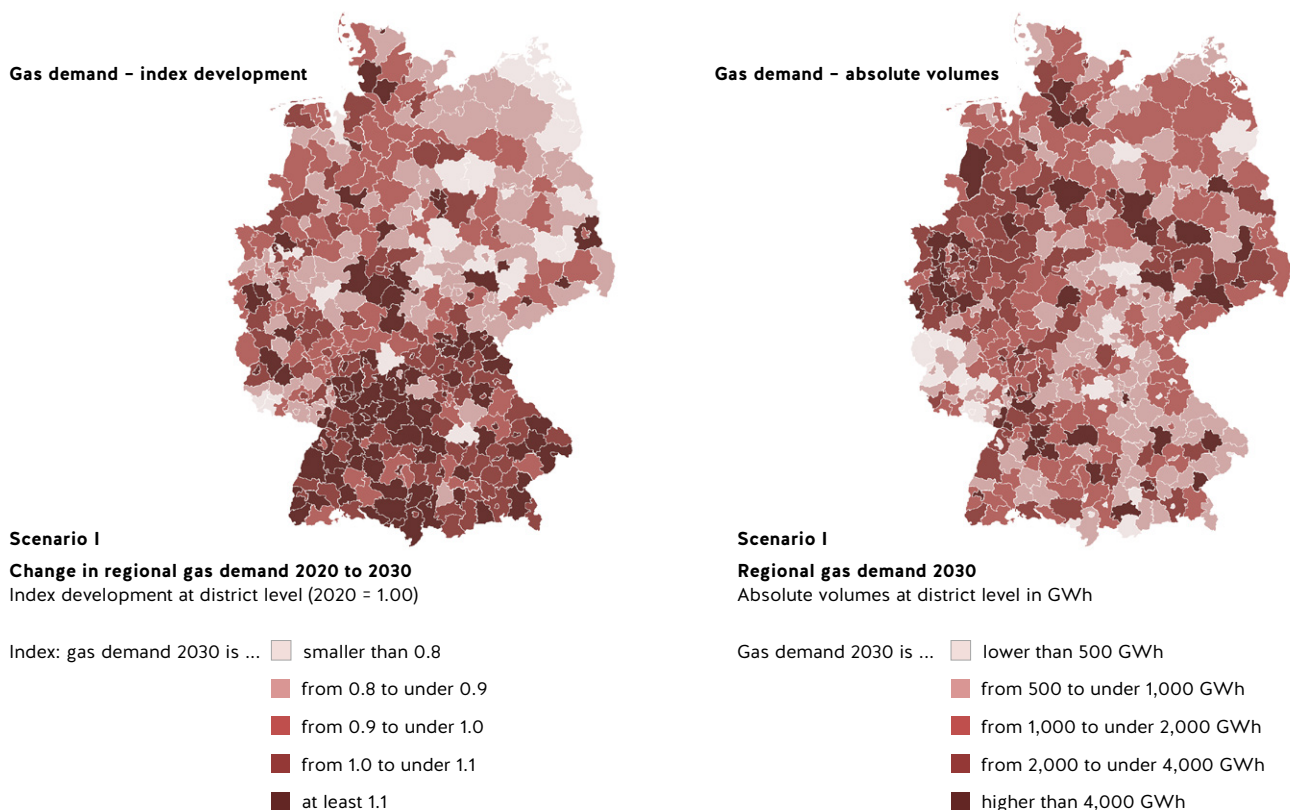 Gas demand – index development
Scenario I
Change in regional gas demand 2020 to 2030
Index development at district level (2020 = 1.00)
Index: gas demand 2030 is ...
smaller than 0.8
from 0.8 to under 0.9
from 0.9 to under 1.0
from 1.0 to under 1.1
at least 1.1
Gas demand – absolute volumes
Scenario I
Regional gas demand 2030
Absolute volumes at district level in GWh
Gas demand 2030 is ...
lower than 500 GWh
from 500 to under 1,000 GWh
from 1,000 to under 2,000 GWh
from 2,000 to under 4,000 GWh
higher than 4,000 GWh